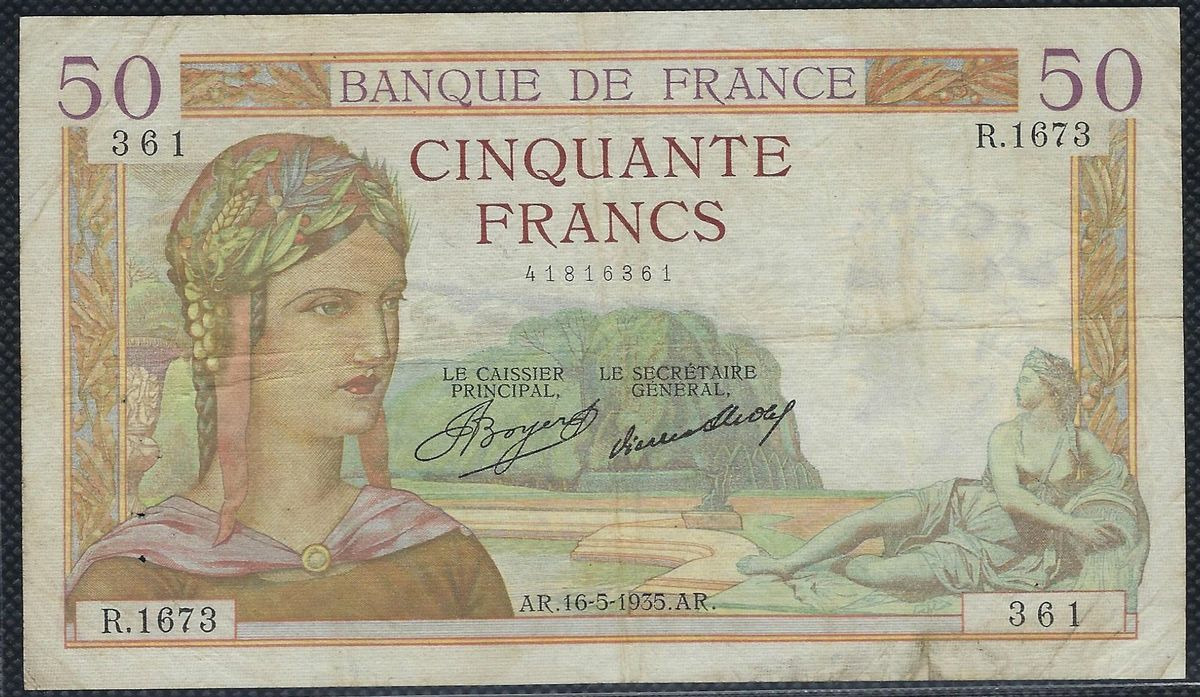 50 BANQUE DE FRANCE 50
361 R.1673
CINQUANTE
FRANCS
41816361
LE CAISSIER PRINCIPAL,
LE SECRÉTAIRE GÉNÉRAL,
Boyer
R.1673
AR.16-5-1935.AR.
361